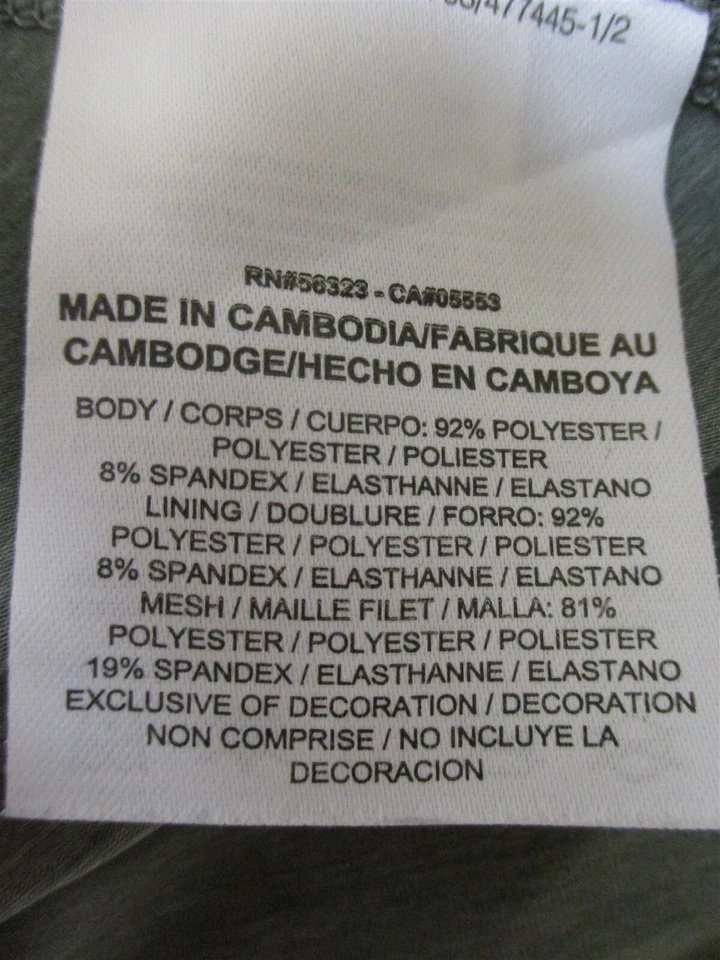 /477445-1/2
RN#56323 - CA#05553
MADE IN CAMBODIA/FABRIQUE AU
CAMBODGE/HECHO EN CAMBOYA
BODY / CORPS / CUERPO: 92% POLYESTER /
POLYESTER / POLIESTER
8% SPANDEX / ELASTHANNE / ELASTANO
LINING / DOUBLURE / FORRO: 92%
POLYESTER / POLYESTER / POLIESTER
8% SPANDEX / ELASTHANNE / ELASTANO
MESH / MAILLE FILET / MALLA: 81%
POLYESTER / POLYESTER / POLIESTER
19% SPANDEX / ELASTHANNE / ELASTANO
EXCLUSIVE OF DECORATION / DECORATION
NON COMPRISE / NO INCLUYE LA
DECORACION